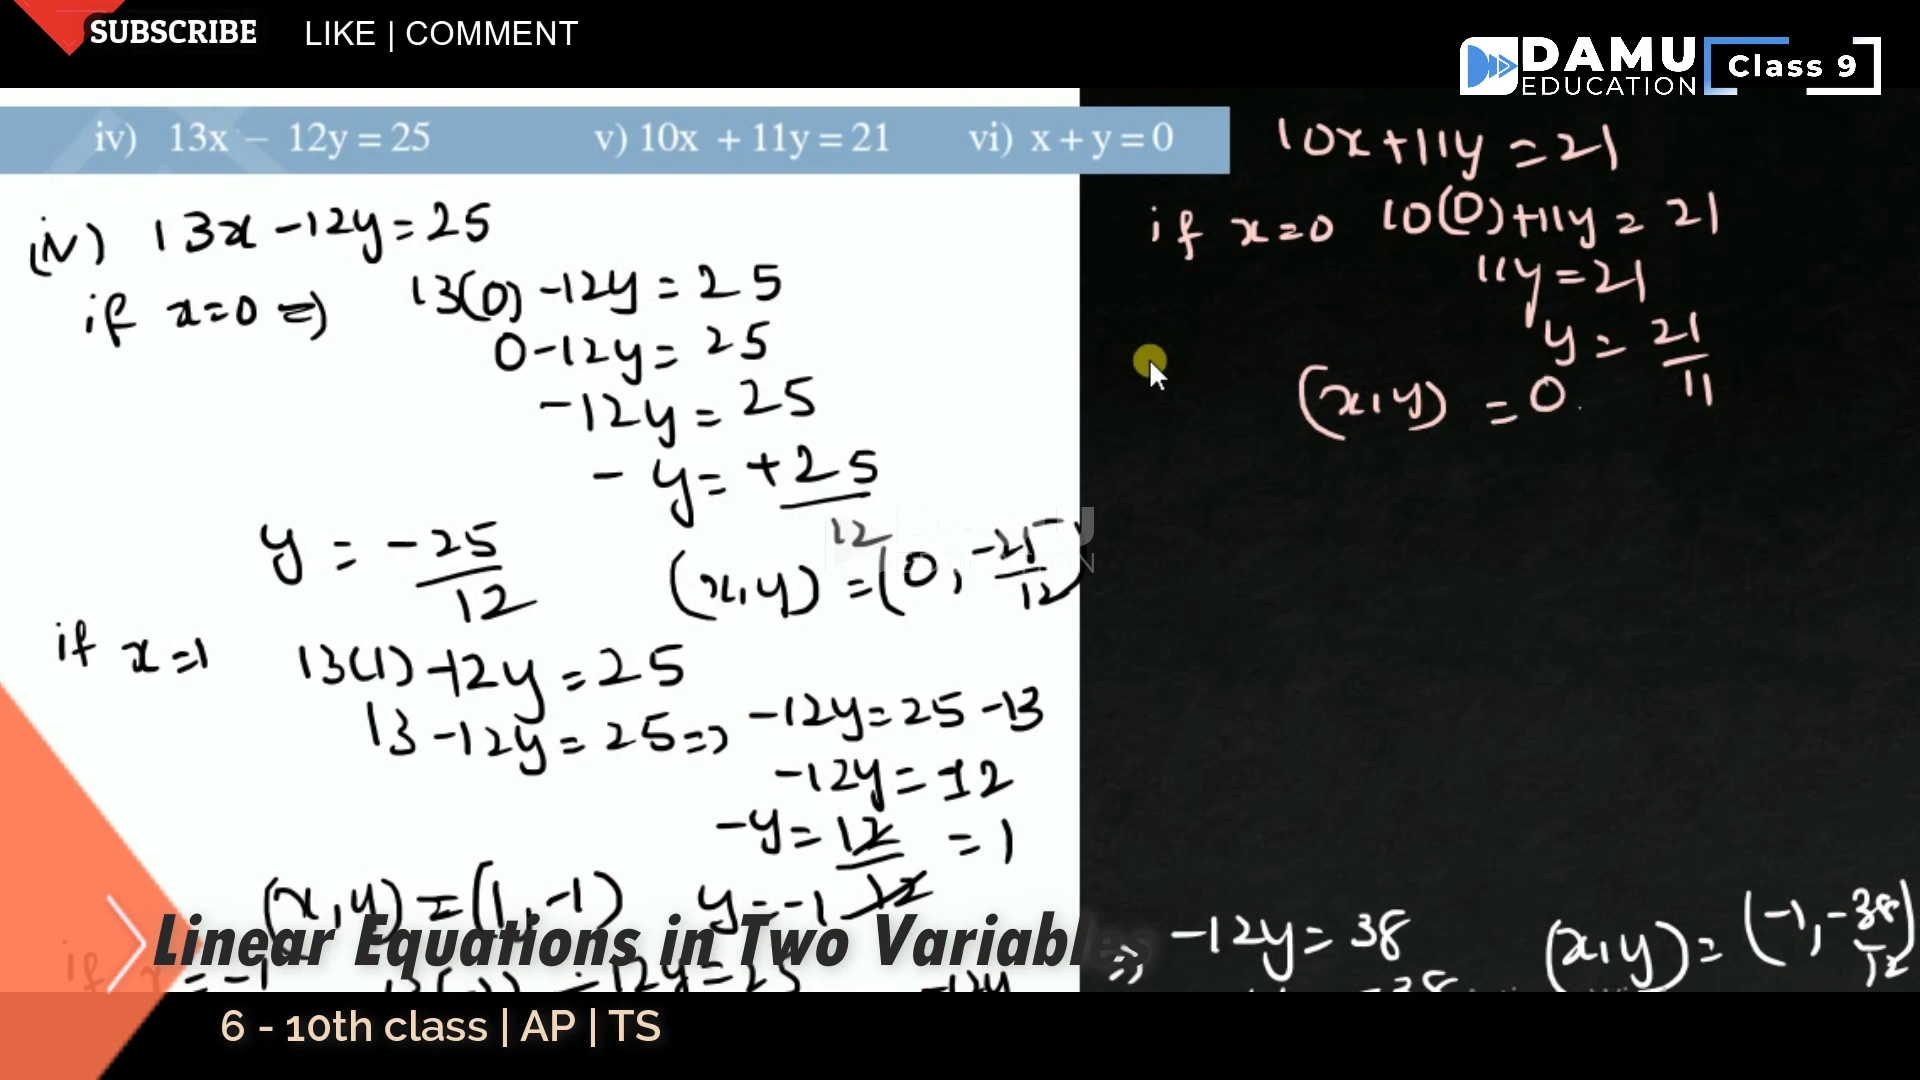 SUBSCRIBE LIKE | COMMENT
DAMU
EDUCATION
Class 9
iv) 13x − 12y = 25 v) 10x + 11y = 21 vi) x + y = 0
(iv) 13x -12y = 25
if x=0 ⇒ 13(0) -12y = 25
0-12y = 25
-12y = 25
- y = +25
12
y = -25
12
(x,y) = (0, -25/12)
if x=1 13(1) -12y = 25
13-12y = 25 ⇒ -12y = 25-13
-12y = 12
-y = 12/12 = 1
(x,y) = (1,-1) y = -1
10x+11y = 21
if x=0 10(0)+11y = 21
11y = 21
y = 21/11
(x,y) = 0
⇒ -12y = 38 (x,y) = (-1, -38/12)
Linear Equations in Two Variables
6 - 10th class | AP | TS